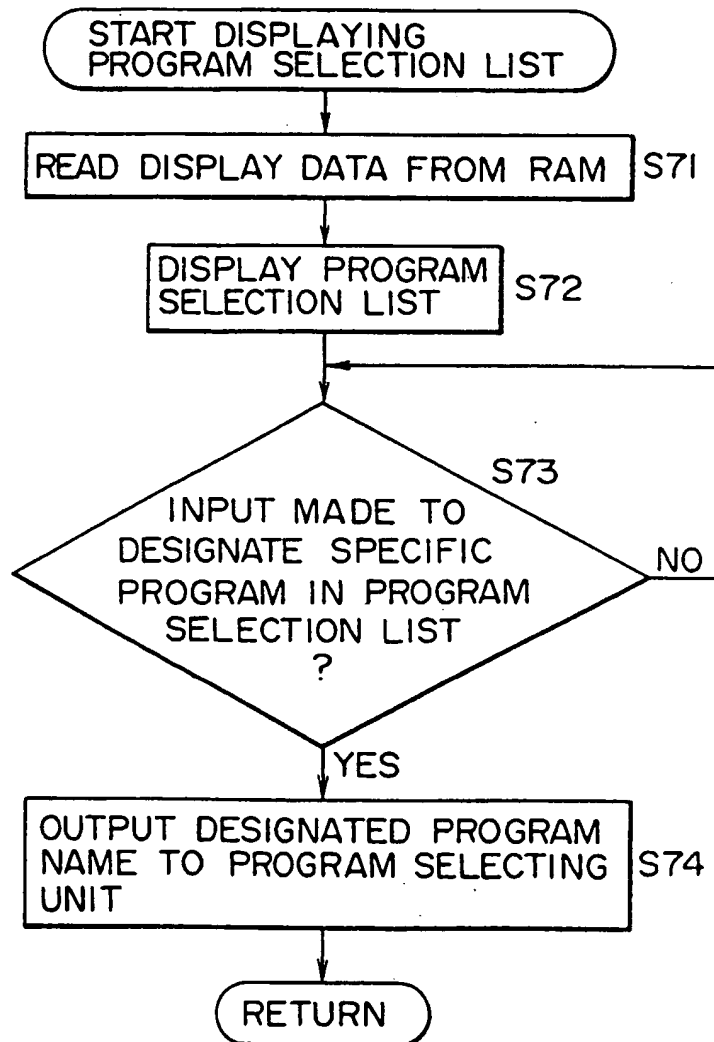 START DISPLAYING
PROGRAM SELECTION LIST
READ DISPLAY DATA FROM RAM
S71
DISPLAY PROGRAM
SELECTION LIST
S72
S73
INPUT MADE TO
DESIGNATE SPECIFIC
PROGRAM IN PROGRAM
SELECTION LIST
?
NO
YES
OUTPUT DESIGNATED PROGRAM
NAME TO PROGRAM SELECTING
UNIT
S74
RETURN